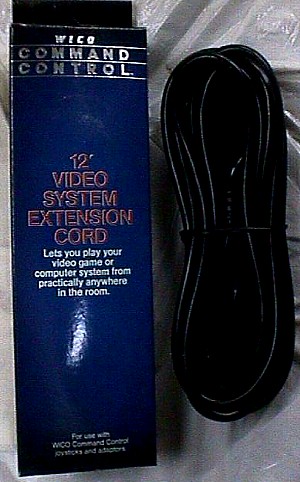 WICO
COMMAND
CONTROL
12'
VIDEO
SYSTEM
EXTENSION
CORD
Lets you play your
video game or
computer system from
practically anywhere
in the room.
For use with
WICO Command Control
joysticks and adaptors.